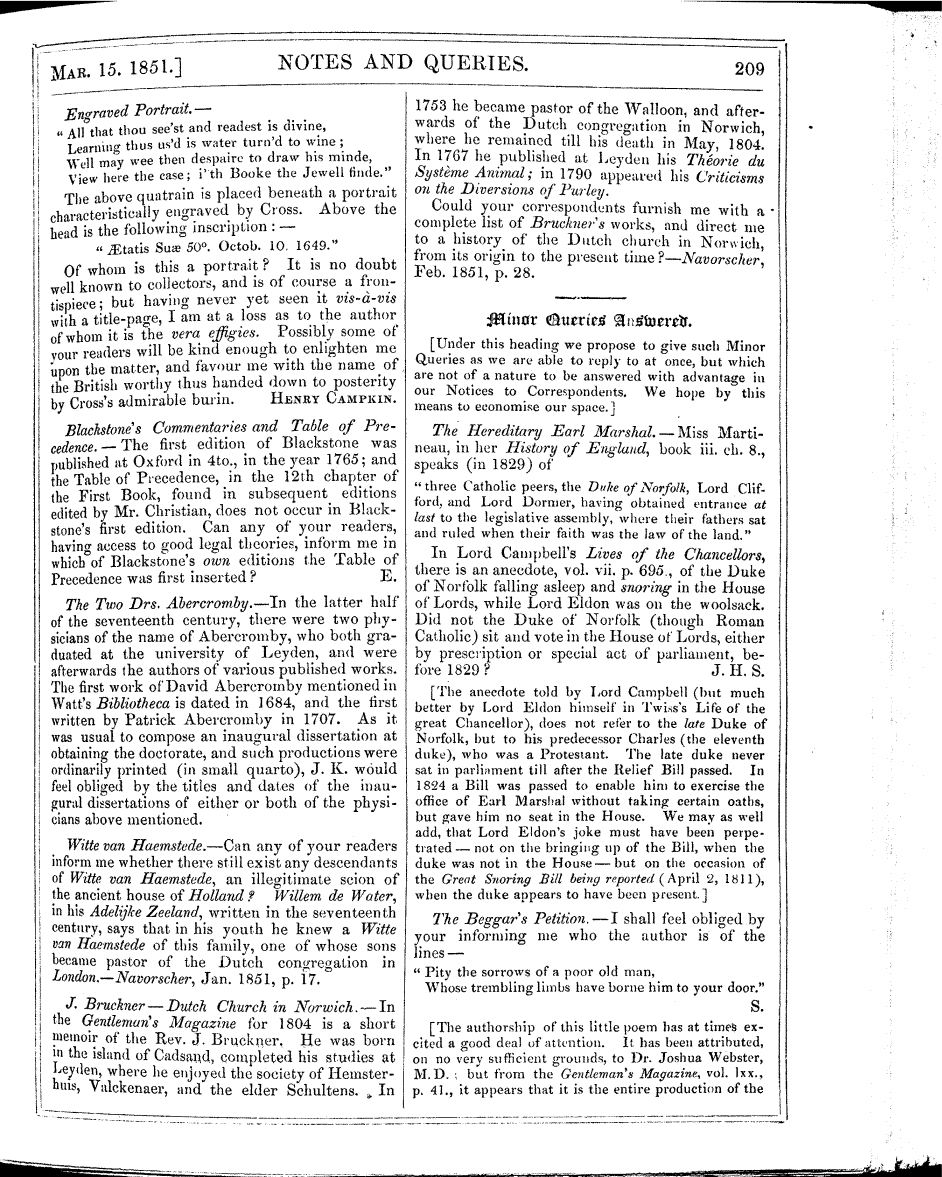 MAR. 15. 1851.] NOTES AND QUERIES. 209
Engraved Portrait.—
“ All that thou see'st and readest is divine,
Learning thus us'd is water turn'd to wine ;
Well may wee then despaire to draw his minde,
View here the case ; i'th Booke the Jewell finde.”
The above quatrain is placed beneath a portrait
characteristically engraved by Cross. Above the
head is the following inscription : —
“ Ætatis Suæ 50º. Octob. 10. 1649.”
Of whom is this a portrait ? It is no doubt
well known to collectors, and is of course a fron-
tispiece ; but having never yet seen it vis-à-vis
with a title-page, I am at a loss as to the author
of whom it is the vera effigies. Possibly some of
your readers will be kind enough to enlighten me
upon the matter, and favour me with the name of
the British worthy thus handed down to posterity
by Cross's admirable burin. HENRY CAMPKIN.
Blackstone's Commentaries and Table of Pre-
cedence. — The first edition of Blackstone was
published at Oxford in 4to., in the year 1765 ; and
the Table of Precedence, in the 12th chapter of
the First Book, found in subsequent editions
edited by Mr. Christian, does not occur in Black-
stone's first edition. Can any of your readers,
having access to good legal theories, inform me in
which of Blackstone's own editions the Table of
Precedence was first inserted ? E.
The Two Drs. Abercromby.—In the latter half
of the seventeenth century, there were two phy-
sicians of the name of Abercromby, who both gra-
duated at the university of Leyden, and were
afterwards the authors of various published works.
The first work of David Abercromby mentioned in
Watt's Bibliotheca is dated in 1684, and the first
written by Patrick Abercromby in 1707. As it
was usual to compose an inaugural dissertation at
obtaining the doctorate, and such productions were
ordinarily printed (in small quarto), J. K. would
feel obliged by the titles and dates of the inau-
gural dissertations of either or both of the physi-
cians above mentioned.
Witte van Haemstede.—Can any of your readers
inform me whether there still exist any descendants
of Witte van Haemstede, an illegitimate scion of
the ancient house of Holland ? Willem de Water,
in his Adelijke Zeeland, written in the seventeenth
century, says that in his youth he knew a Witte
van Haemstede of this family, one of whose sons
became pastor of the Dutch congregation in
London.—Navorscher, Jan. 1851, p. 17.
J. Bruckner — Dutch Church in Norwich.—In
the Gentleman's Magazine for 1804 is a short
memoir of the Rev. J. Bruckner. He was born
in the island of Cadsand, completed his studies at
Leyden, where he enjoyed the society of Hemster-
huis, Valckenaer, and the elder Schultens. In
1753 he became pastor of the Walloon, and after-
wards of the Dutch congregation in Norwich,
where he remained till his death in May, 1804.
In 1767 he published at Leyden his Théorie du
Système Animal ; in 1790 appeared his Criticisms
on the Diversions of Purley.
Could your correspondents furnish me with a
complete list of Bruckner's works, and direct me
to a history of the Dutch church in Norwich,
from its origin to the present time ?—Navorscher,
Feb. 1851, p. 28.
Minor Queries Answered.
[Under this heading we propose to give such Minor
Queries as we are able to reply to at once, but which
are not of a nature to be answered with advantage in
our Notices to Correspondents. We hope by this
means to economise our space.]
The Hereditary Earl Marshal. — Miss Marti-
neau, in her History of England, book iii. ch. 8.,
speaks (in 1829) of
“ three Catholic peers, the Duke of Norfolk, Lord Clif-
ford, and Lord Dormer, having obtained entrance at
last to the legislative assembly, where their fathers sat
and ruled when their faith was the law of the land.”
In Lord Campbell's Lives of the Chancellors,
there is an anecdote, vol. vii. p. 695., of the Duke
of Norfolk falling asleep and snoring in the House
of Lords, while Lord Eldon was on the woolsack.
Did not the Duke of Norfolk (though Roman
Catholic) sit and vote in the House of Lords, either
by prescription or special act of parliament, be-
fore 1829 ? J. H. S.
[The anecdote told by Lord Campbell (but much
better by Lord Eldon himself in Twiss's Life of the
great Chancellor), does not refer to the late Duke of
Norfolk, but to his predecessor Charles (the eleventh
duke), who was a Protestant. The late duke never
sat in parliament till after the Relief Bill passed. In
1824 a Bill was passed to enable him to exercise the
office of Earl Marshal without taking certain oaths,
but gave him no seat in the House. We may as well
add, that Lord Eldon's joke must have been perpe-
trated — not on the bringing up of the Bill, when the
duke was not in the House — but on the occasion of
the Great Snoring Bill being reported (April 2, 1811),
when the duke appears to have been present.]
The Beggar's Petition. — I shall feel obliged by
your informing me who the author is of the
lines —
“ Pity the sorrows of a poor old man,
Whose trembling limbs have borne him to your door.”
S.
[The authorship of this little poem has at times ex-
cited a good deal of attention. It has been attributed,
on no very sufficient grounds, to Dr. Joshua Webster,
M.D. ; but from the Gentleman's Magazine, vol. lxx.,
p. 41., it appears that it is the entire production of the